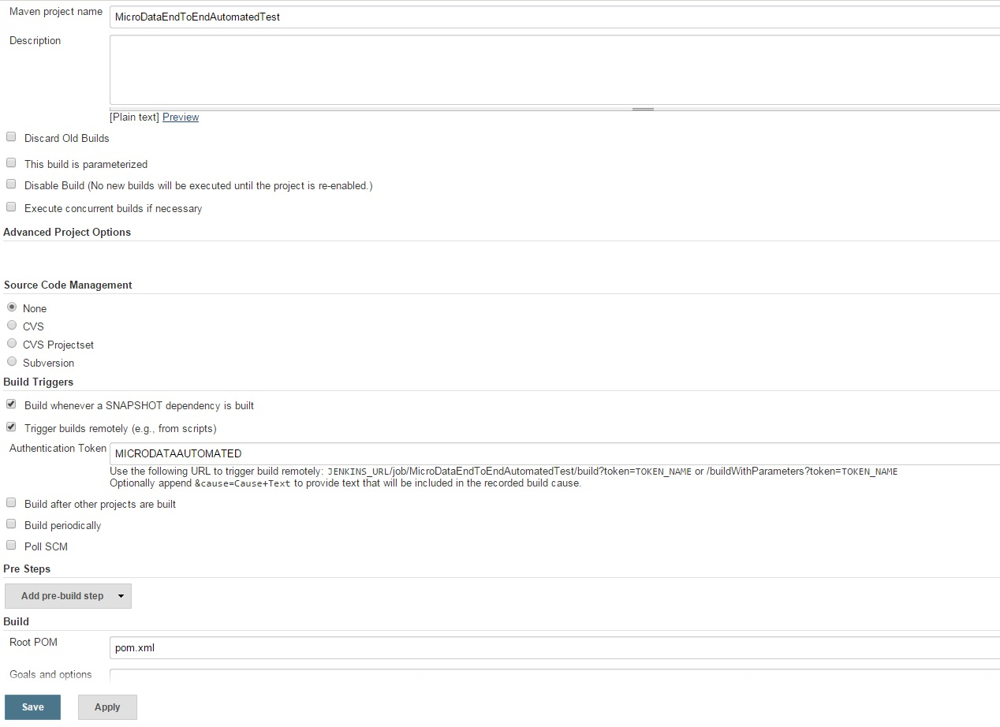 Maven project name
MicroDataEndToEndAutomatedTest
Description
[Plain text] Preview
Discard Old Builds
This build is parameterized
Disable Build (No new builds will be executed until the project is re-enabled.)
Execute concurrent builds if necessary
Advanced Project Options
Source Code Management
None
CVS
CVS Projectset
Subversion
Build Triggers
Build whenever a SNAPSHOT dependency is built
Trigger builds remotely (e.g., from scripts)
Authentication Token
MICRODATAAUTOMATED
Use the following URL to trigger build remotely: JENKINS_URL/job/MicroDataEndToEndAutomatedTest/build?token=TOKEN_NAME or /buildWithParameters?token=TOKEN_NAME
Optionally append &cause=Cause+Text to provide text that will be included in the recorded build cause.
Build after other projects are built
Build periodically
Poll SCM
Pre Steps
Add pre-build step
Build
Root POM
pom.xml
Goals and options
Save
Apply